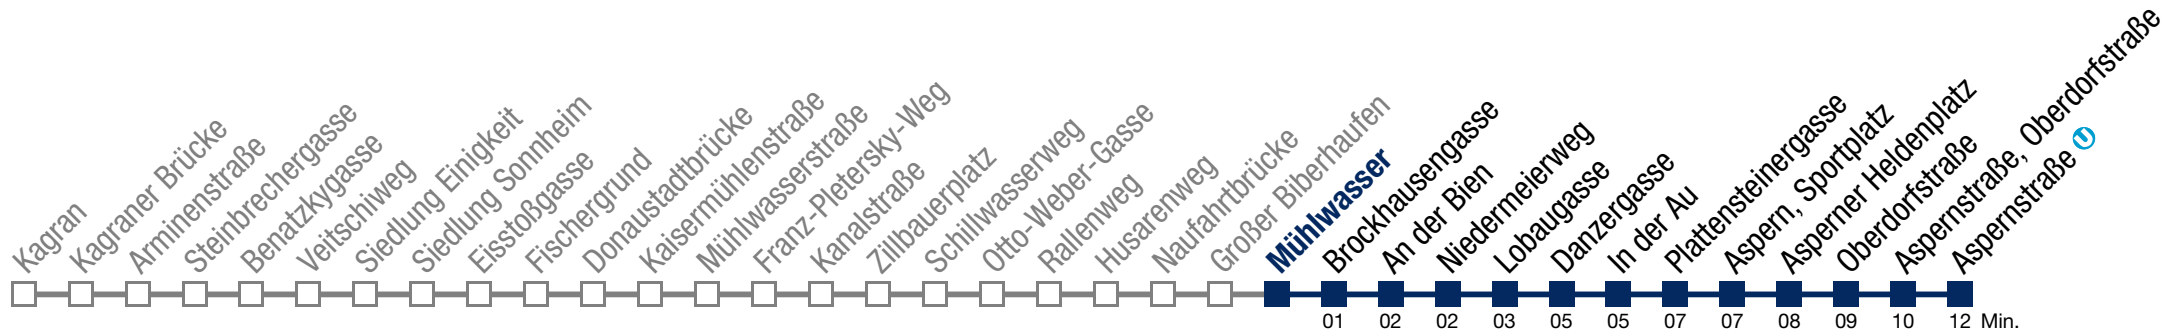 Kagran
Kagraner Brücke
Arminenstraße
Steinbrechergasse
Benatzkygasse
Veitschiweg
Siedlung Einigkeit
Siedlung Sonnheim
Eisstoßgasse
Fischergrund
Donaustadtbrücke
Kaisermühlenstraße
Mühlwasserstraße
Franz-Pletersky-Weg
Kanalstraße
Zillbauerplatz
Schillwasserweg
Otto-Weber-Gasse
Rallenweg
Husarenweg
Naufahrtbrücke
Großer Biberhaufen
Mühlwasser
Brockhausengasse
An der Bien
Niedermeierweg
Lobaugasse
Danzergasse
In der Au
Plattensteinergasse
Aspern, Sportplatz
Asperner Heldenplatz
Oberdorfstraße
Aspernstraße, Oberdorfstraße
Aspernstraße U
01 02 02 03 05 05 07 07 08 09 10 12 Min.